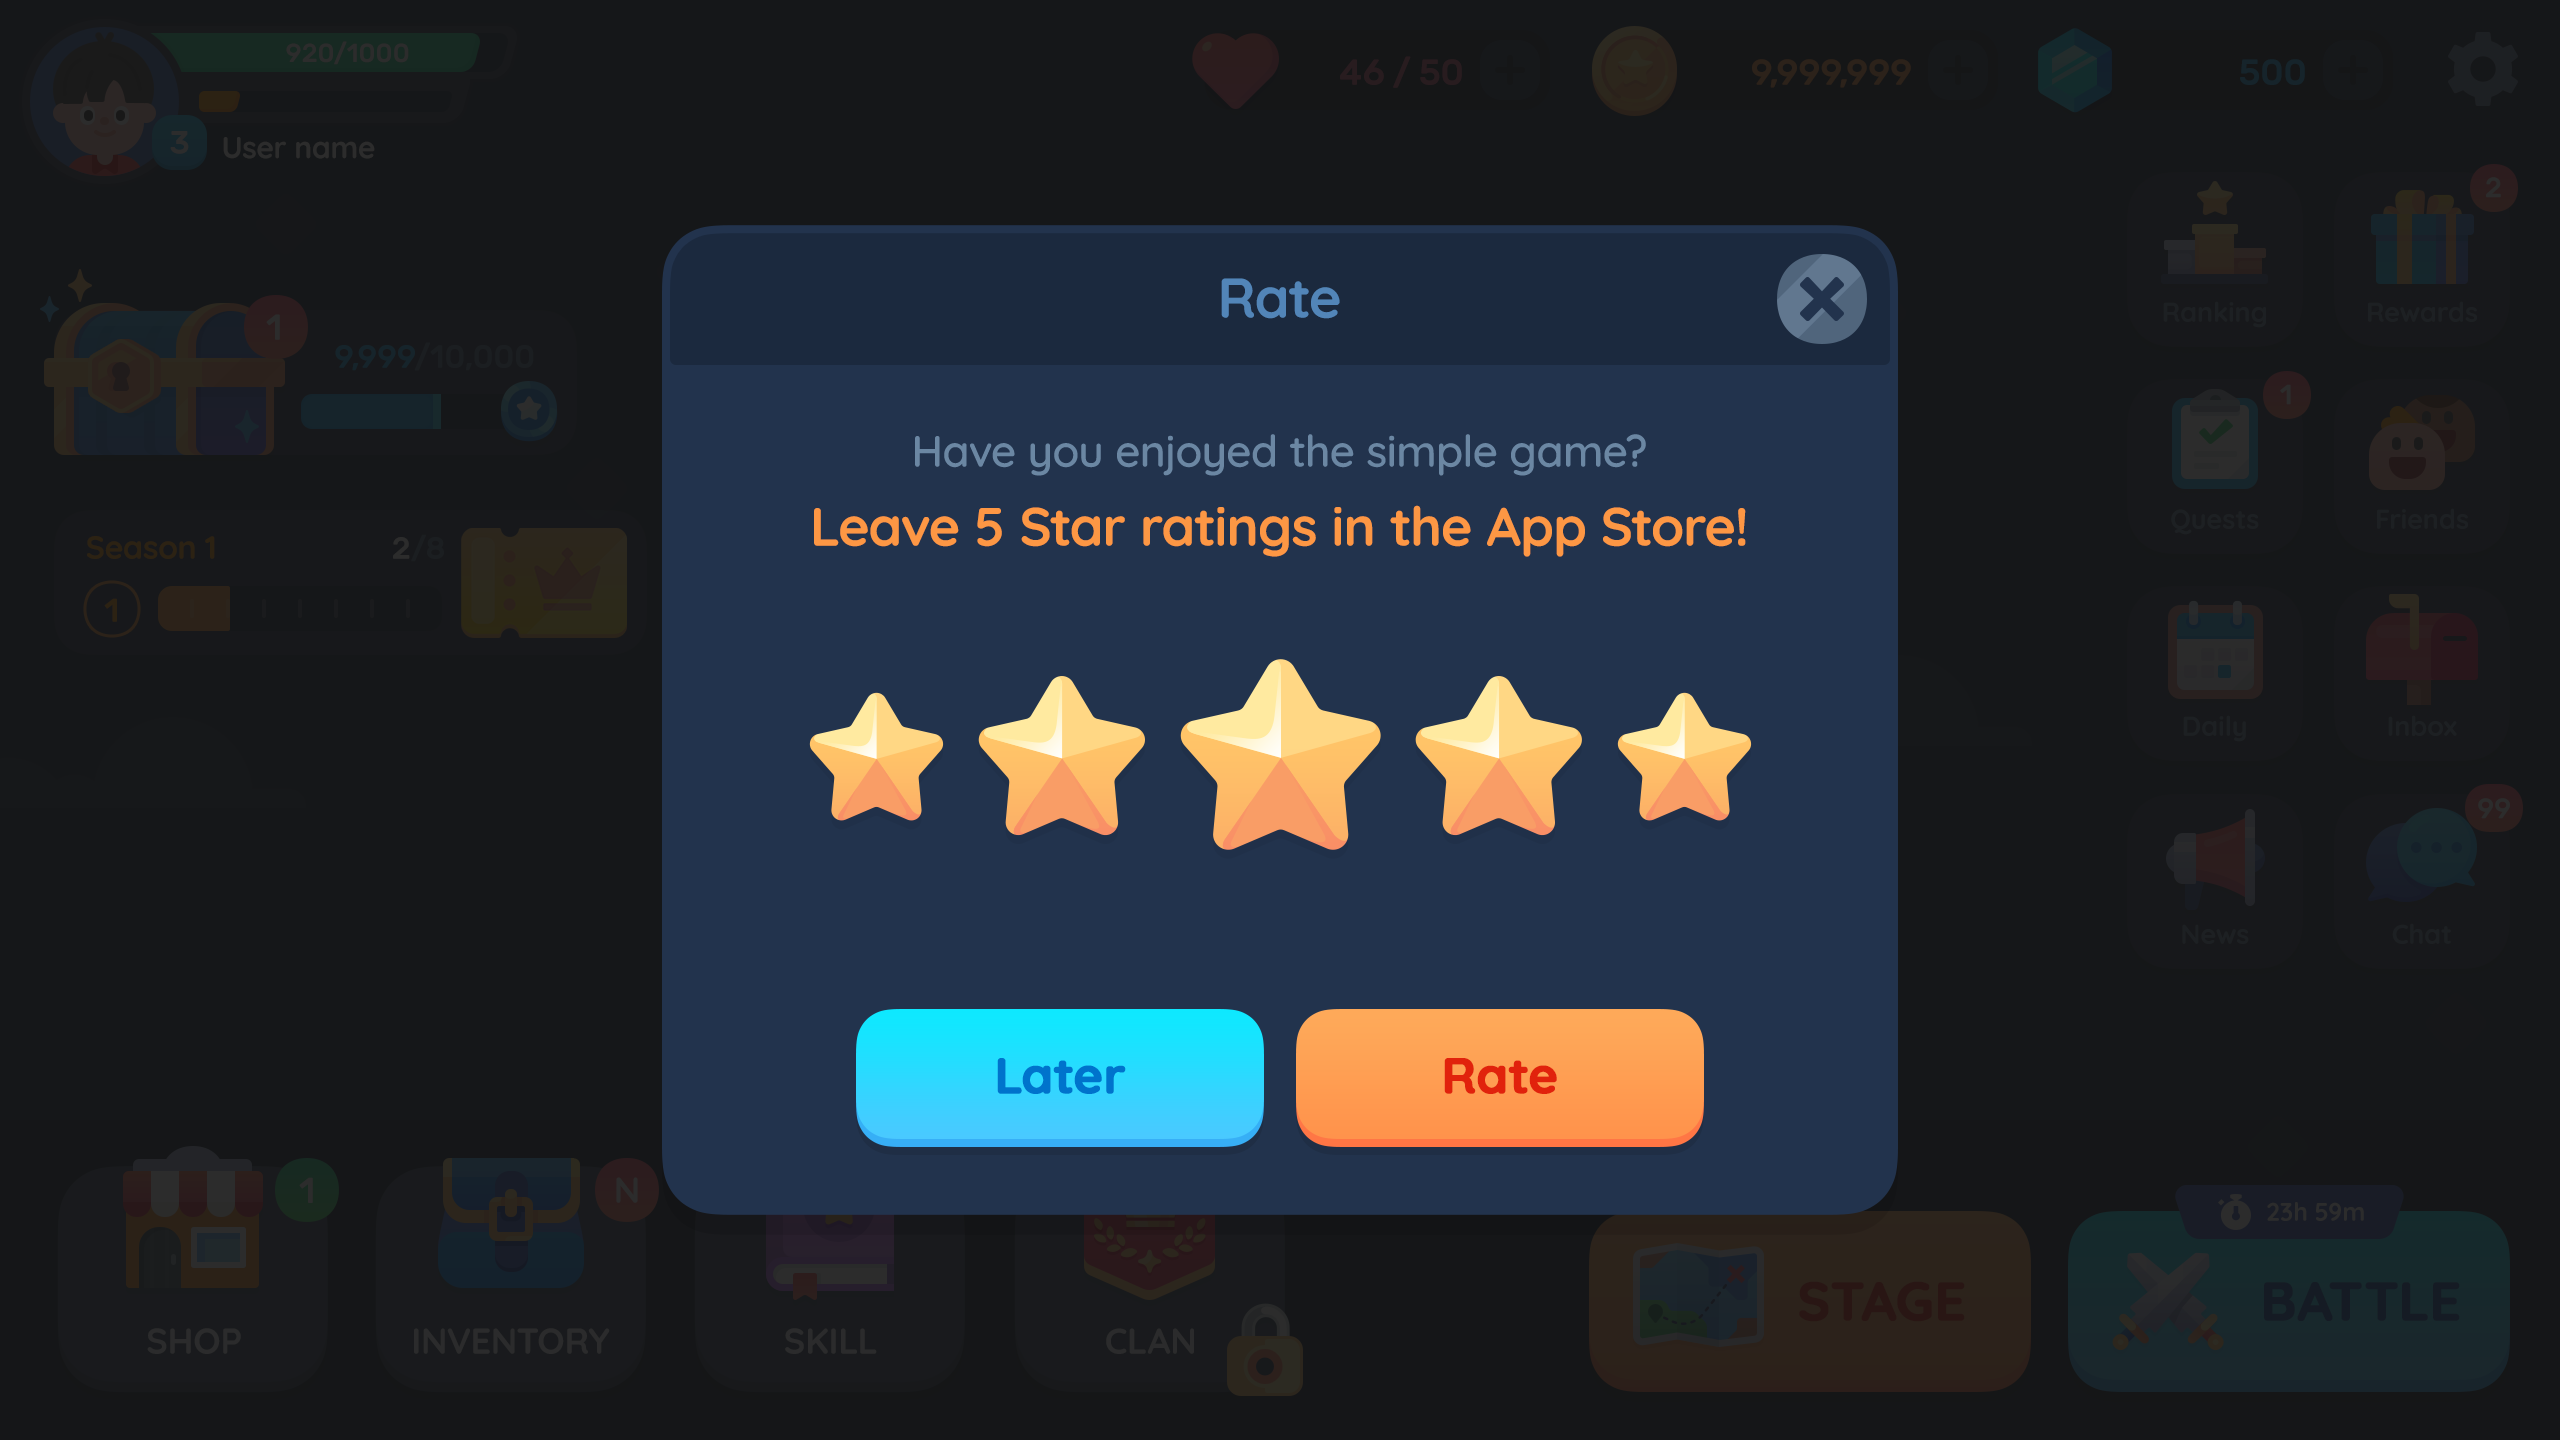 920/1000
3
User name
46 / 50
9,999,999
500
1
9,999/10,000
Season 1
2/8
1
Ranking
2
Rewards
1
Quests
Friends
Daily
Inbox
News
99
Chat
Rate
Have you enjoyed the simple game?
Leave 5 Star ratings in the App Store!
Later
Rate
1
SHOP
N
INVENTORY
SKILL
CLAN
STAGE
23h 59m
BATTLE